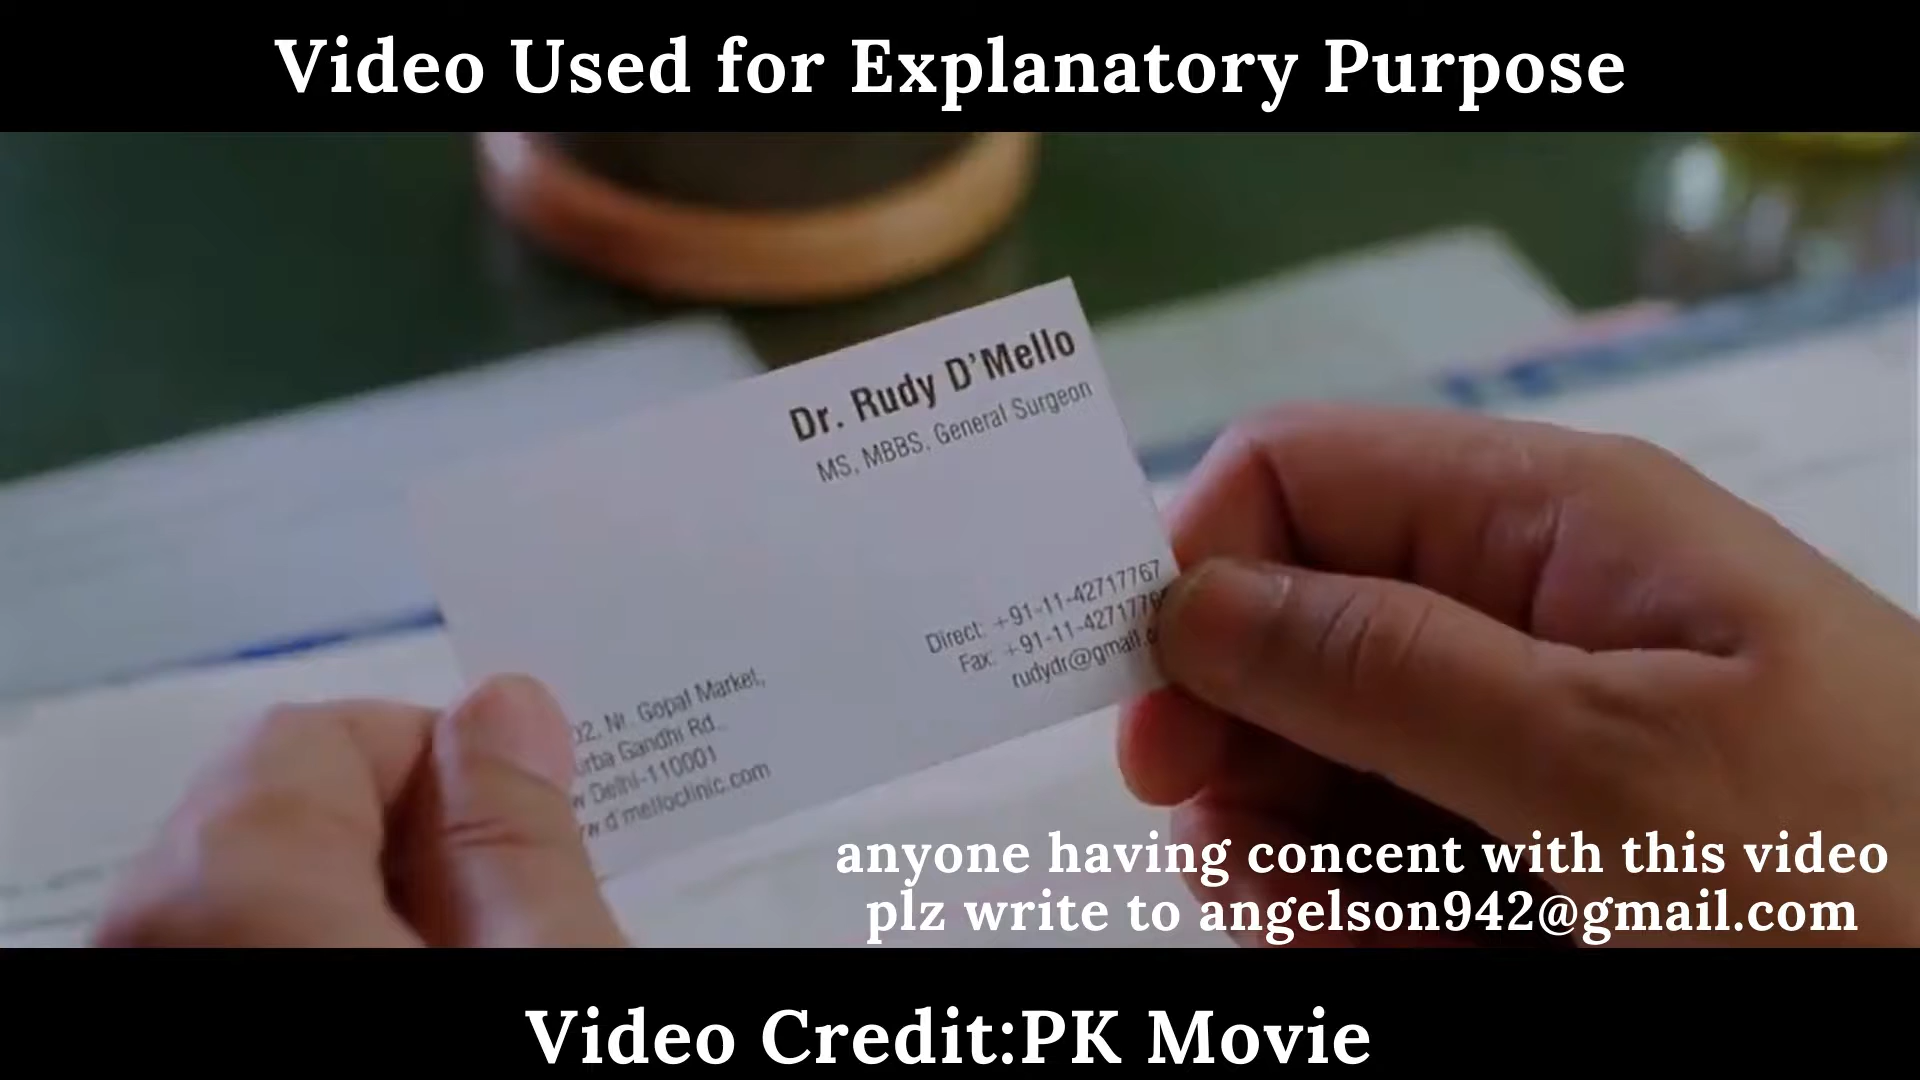 Video Used for Explanatory Purpose
Dr. Rudy D'Mello
MS, MBBS, General Surgeon
Direct: +91-11-42717767
Fax: +91-11-4271776
rudydr@gmail.c
02, Nr. Gopal Market,
urba Gandhi Rd.
w Delhi-110001
w d'melloclinic.com
anyone having concent with this video
plz write to angelson942@gmail.com
Video Credit:PK Movie